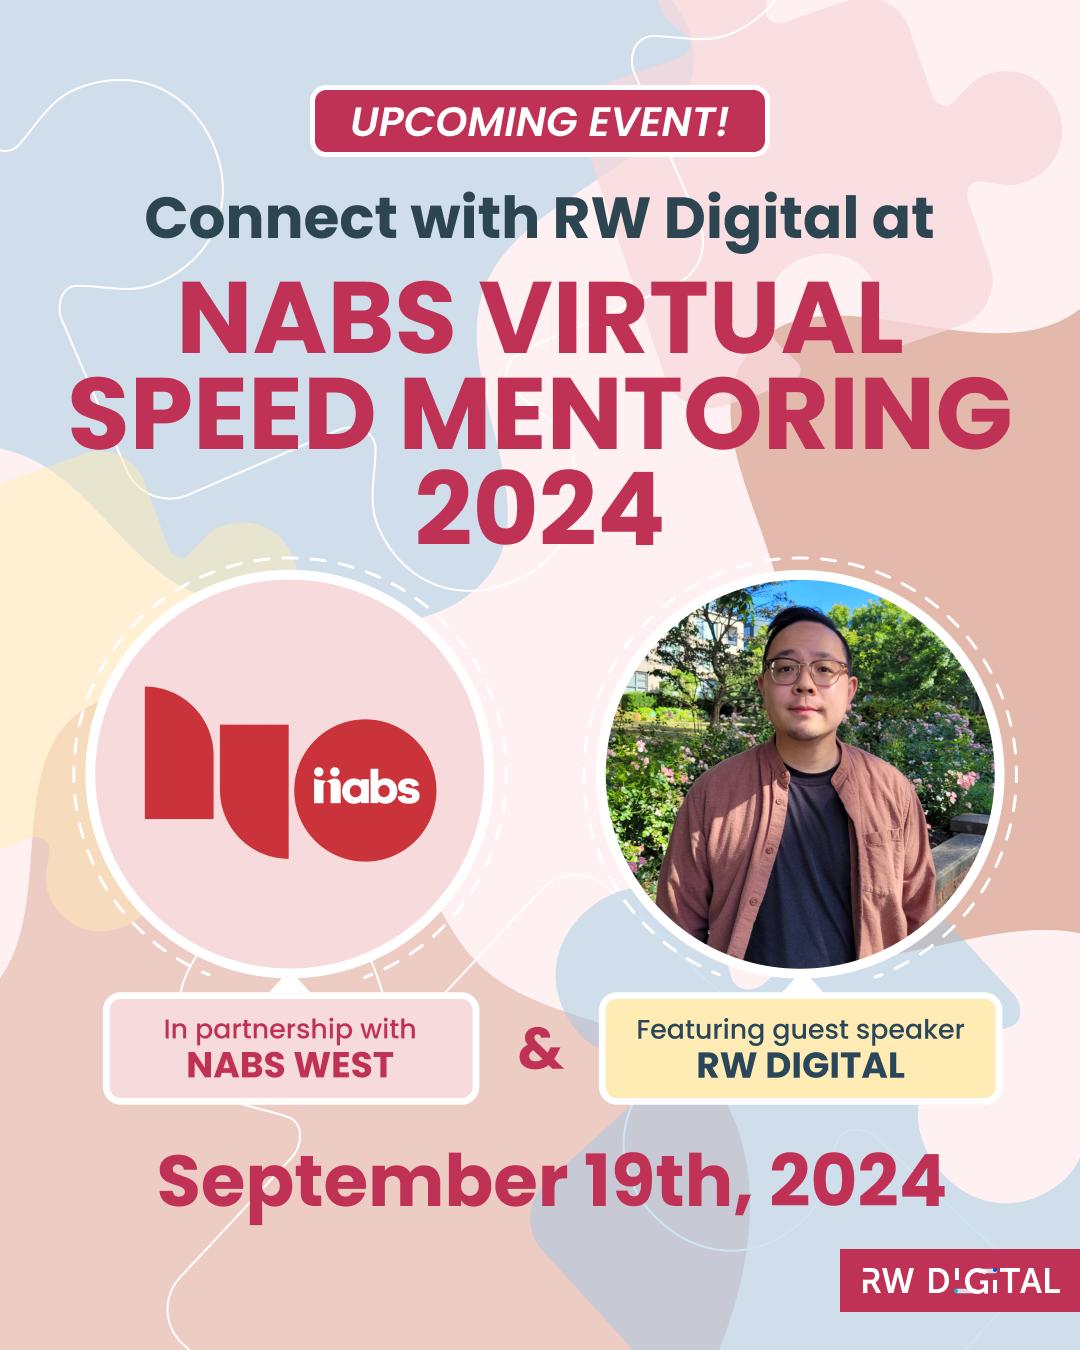 UPCOMING EVENT!
Connect with RW Digital at
NABS VIRTUAL
SPEED MENTORING
2024
nabs
In partnership with
NABS WEST
&
Featuring guest speaker
RW DIGITAL
September 19th, 2024
RW DIGITAL